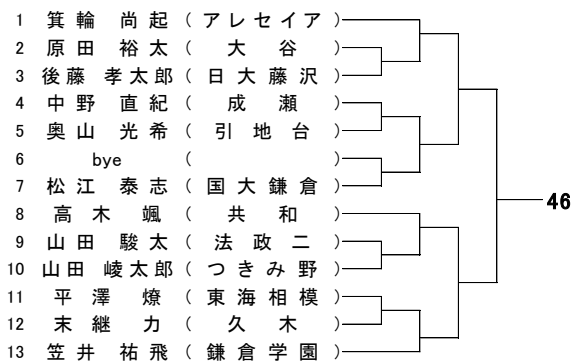 1 箕輪 尚起 ( アレセイア )
2 原田 裕太 ( 大 谷 )
3 後藤 孝太郎 ( 日大藤沢 )
4 中野 直紀 ( 成 瀬 )
5 奥山 光希 ( 引 地 台 )
6 bye ( )
7 松江 泰志 ( 国大鎌倉 )
8 高木 颯 ( 共 和 )
9 山田 駿太 ( 法 政 二 )
10 山田 崚太郎 ( つきみ野 )
11 平澤 燎 ( 東海相模 )
12 末継 力 ( 久 木 )
13 笠井 祐飛 ( 鎌倉学園 )
46